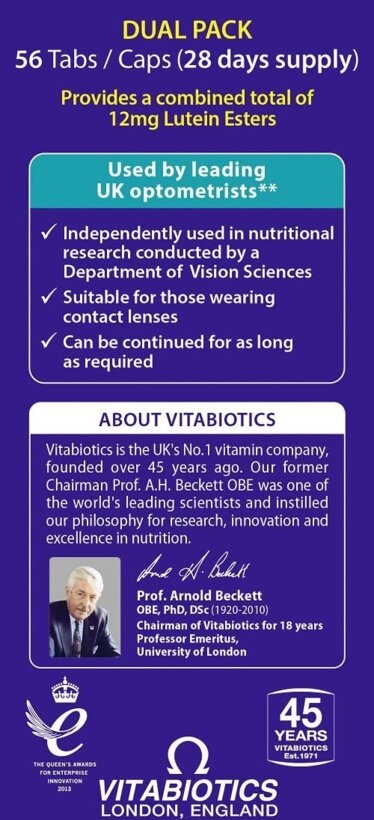 DUAL PACK
56 Tabs / Caps (28 days supply)
Provides a combined total of
12mg Lutein Esters
Used by leading
UK optometrists**
✓ Independently used in nutritional
research conducted by a
Department of Vision Sciences
✓ Suitable for those wearing
contact lenses
✓ Can be continued for as long
as required
ABOUT VITABIOTICS
Vitabiotics is the UK's No.1 vitamin company,
founded over 45 years ago. Our former
Chairman Prof. A.H. Beckett OBE was one of
the world's leading scientists and instilled
our philosophy for research, innovation and
excellence in nutrition.
Arnold H. Beckett
Prof. Arnold Beckett
OBE, PhD, DSc (1920-2010)
Chairman of Vitabiotics for 18 years
Professor Emeritus,
University of London
THE QUEEN'S AWARDS
FOR ENTERPRISE
INNOVATION
2013
45
YEARS
VITABIOTICS
Est.1971
VITABIOTICS
LONDON, ENGLAND